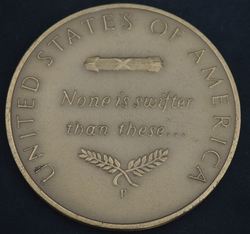 UNITED STATES OF AMERICA
None is swifter
than these...
P